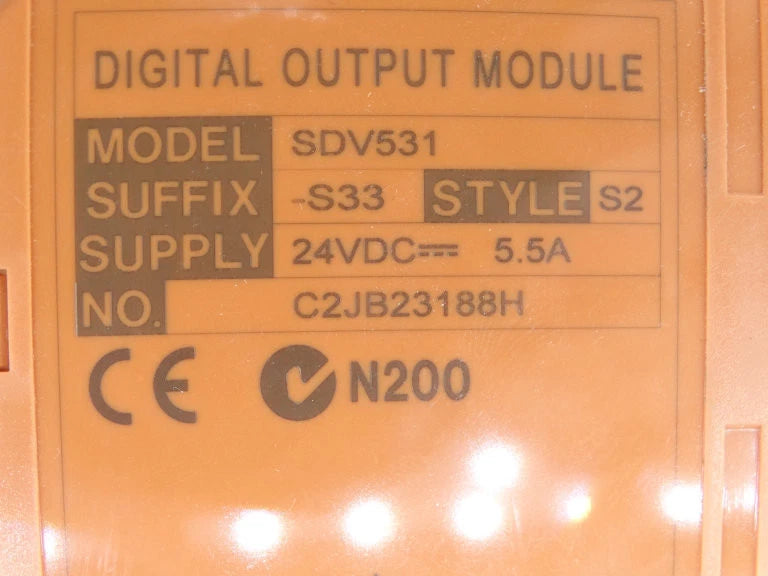 DIGITAL OUTPUT MODULE
MODEL SDV531
SUFFIX -S33 STYLE S2
SUPPLY 24VDC⎓ 5.5A
NO. C2JB23188H
CE N200